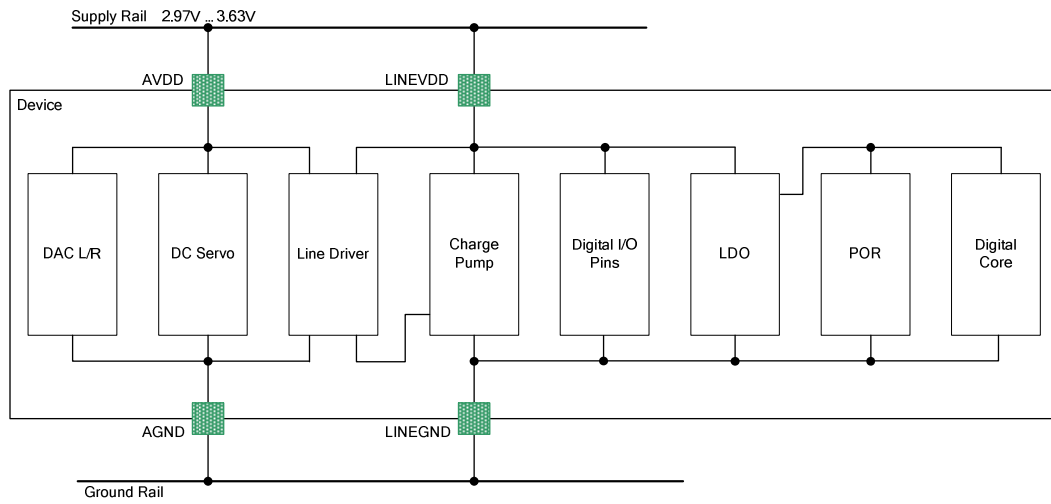 Supply Rail 2.97V ... 3.63V
AVDD
LINEVDD
Device
DAC L/R
DC Servo
Line Driver
Charge
Pump
Digital I/O
Pins
LDO
POR
Digital
Core
AGND
LINEGND
Ground Rail